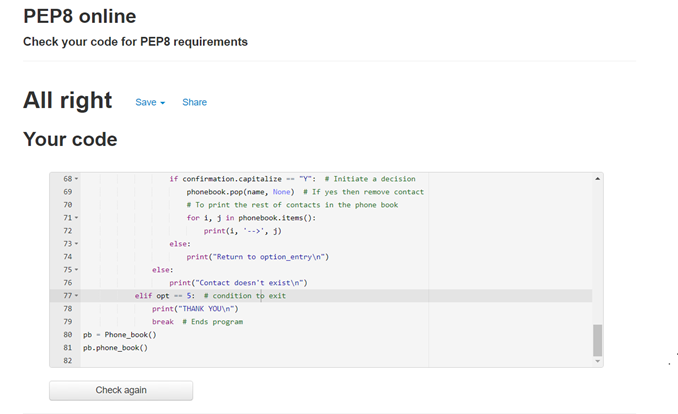 PEP8 online
Check your code for PEP8 requirements
All right Save Share
Your code
68 if confirmation.capitalize == "Y":  # Initiate a decision
69 phonebook.pop(name, None)  # If yes then remove contact
70 # To print the rest of contacts in the phone book
71 for i, j in phonebook.items():
72 print(i, '-->', j)
73 else:
74 print("Return to option_entry\n")
75 else:
76 print("Contact doesn't exist\n")
77 elif opt == 5:  # condition to exit
78 print("THANK YOU\n")
79 break  # Ends program
80 pb = Phone_book()
81 pb.phone_book()
82
Check again